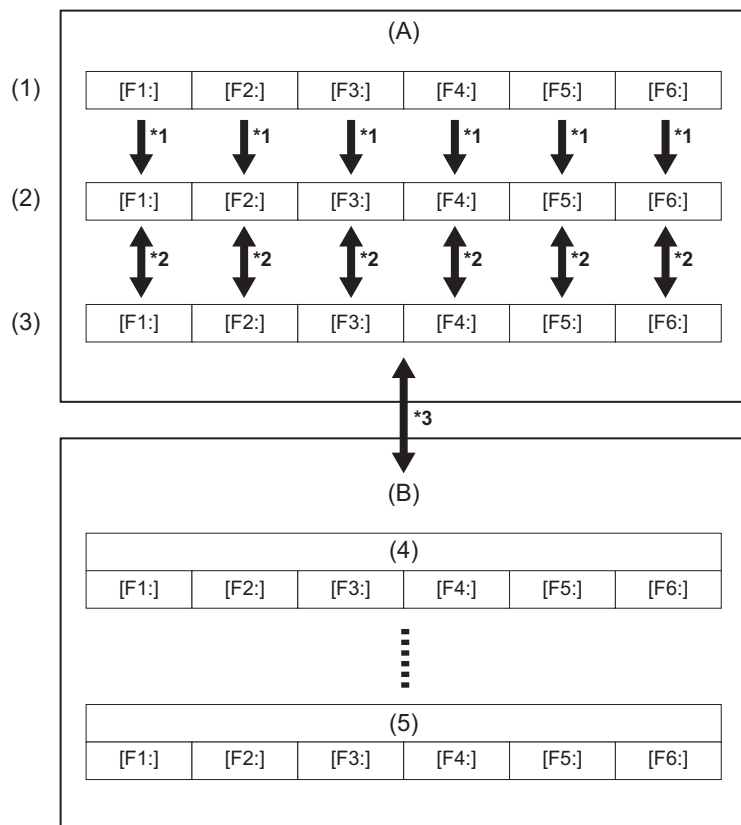 (A)
(1) [F1:] [F2:] [F3:] [F4:] [F5:] [F6:]
*1 *1 *1 *1 *1 *1
(2) [F1:] [F2:] [F3:] [F4:] [F5:] [F6:]
*2 *2 *2 *2 *2 *2
(3) [F1:] [F2:] [F3:] [F4:] [F5:] [F6:]
*3
(B)
(4)
[F1:] [F2:] [F3:] [F4:] [F5:] [F6:]
(5)
[F1:] [F2:] [F3:] [F4:] [F5:] [F6:]